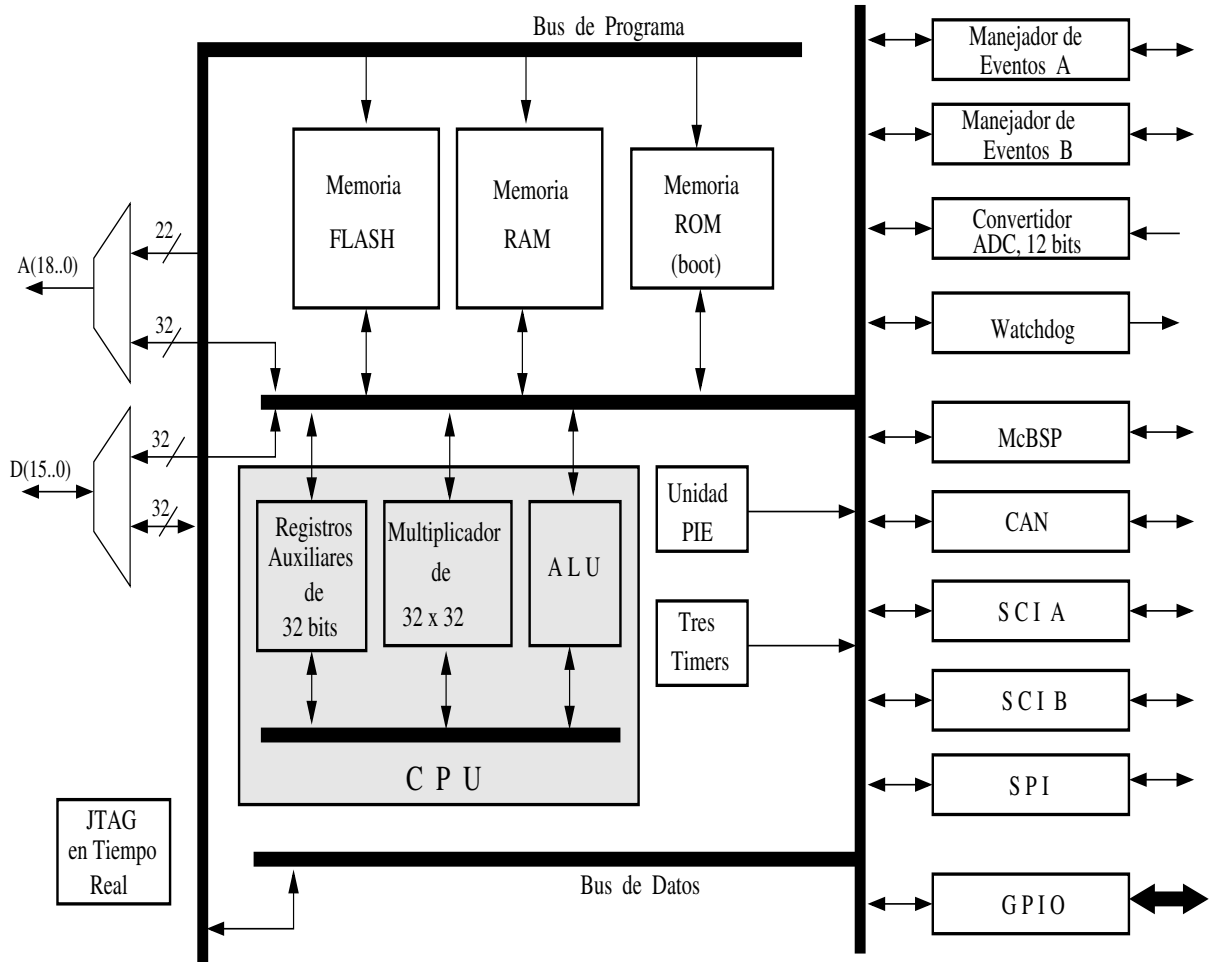 Bus de Programa
Memoria
FLASH
Memoria
RAM
Memoria
ROM
(boot)
22
A(18..0)
32
32
D(15..0)
32
Registros
Auxiliares
de
32 bits
Multiplicador
de
32 x 32
A L U
C P U
Unidad
PIE
Tres
Timers
JTAG
en Tiempo
Real
Bus de Datos
Manejador de
Eventos A
Manejador de
Eventos B
Convertidor
ADC, 12 bits
Watchdog
McBSP
CAN
S C I A
S C I B
S P I
G P I O